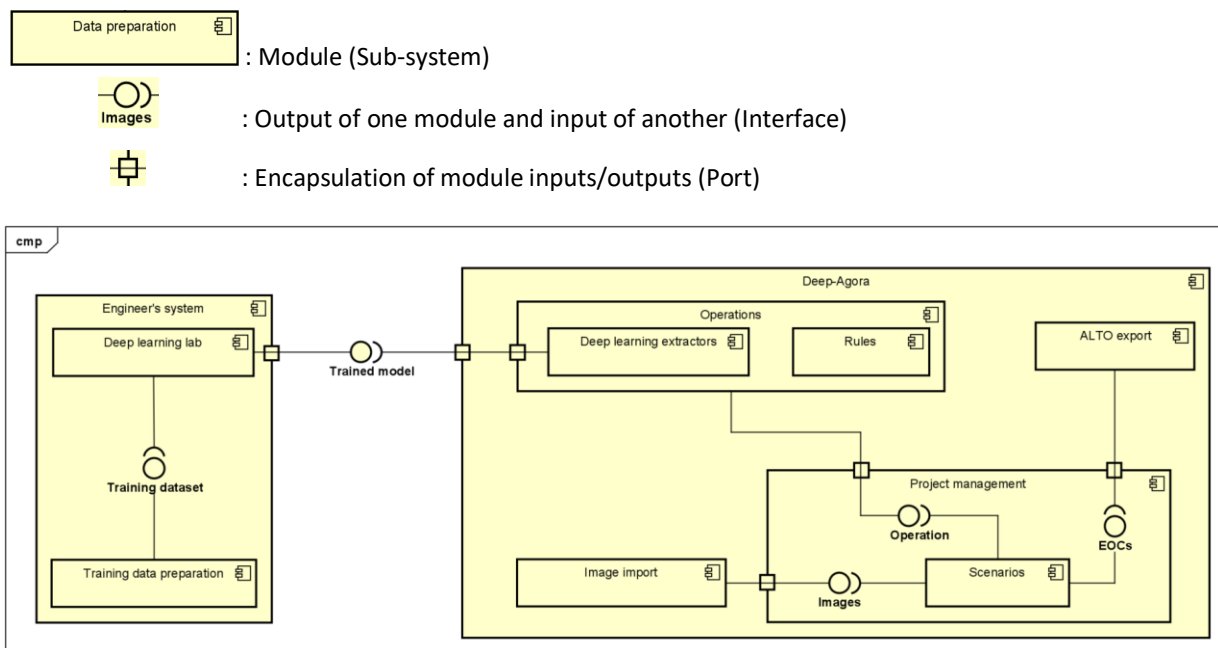 Data preparation
: Module (Sub-system)
Images
: Output of one module and input of another (Interface)
: Encapsulation of module inputs/outputs (Port)
cmp
Deep-Agora
Engineer's system
Operations
Deep learning lab
Deep learning extractors
Rules
ALTO export
Trained model
Training dataset
Project management
Operation
EOCs
Training data preparation
Image import
Images
Scenarios